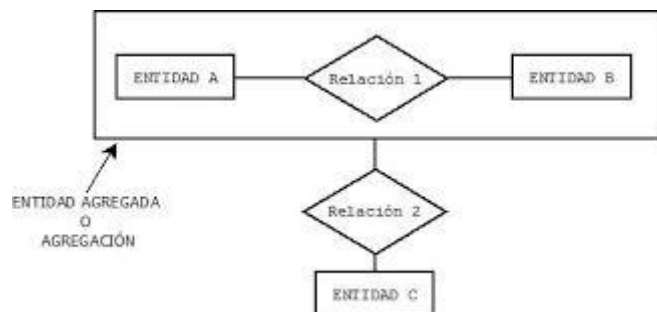 ENTIDAD A
Relación 1
ENTIDAD B
ENTIDAD AGREGADA
O
AGREGACIÓN
Relación 2
ENTIDAD C